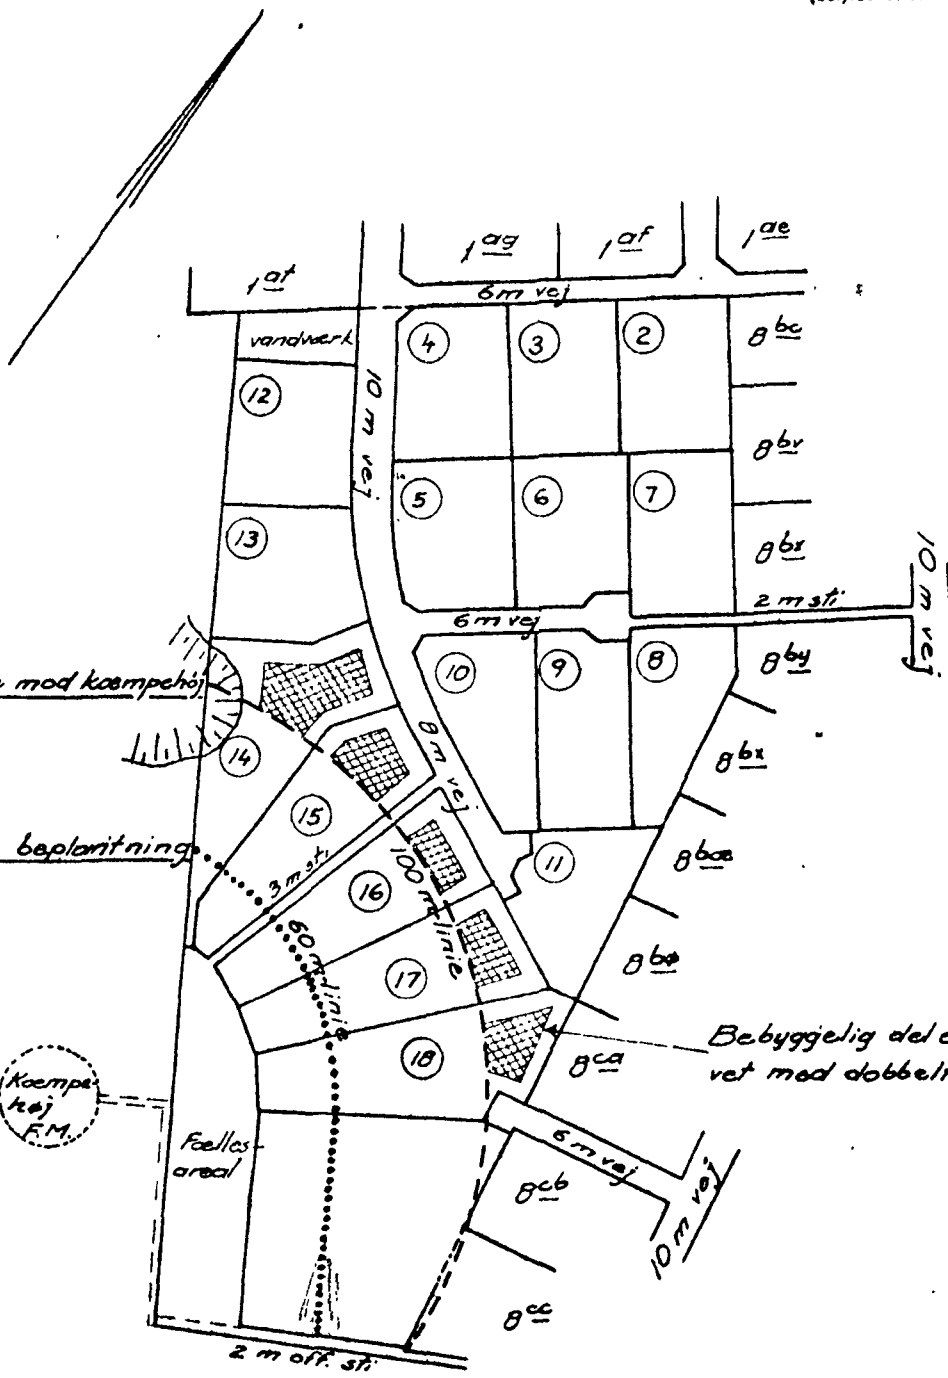 1 ag
1 af
1 ae
1 at
6 m vej
vandværk
4
3
2
8 bc
12
10 m vej
8 bv
5
6
7
13
8 bx
10 m vej
2 m sti
6 m vej
10
9
8
8 by
mod kæmpehøj
14
8 m vej
8 bz
15
beplantning
3 m sti
100 m linie
11
8 bæ
16
60 m linie
17
8 bø
18
Bebyggelig del
vet med
8 ca
Kæmpe-
høj
F.M.
Fælles-
areal
6 m vej
8 cb
10 m vej
8 cc
2 m off. sti